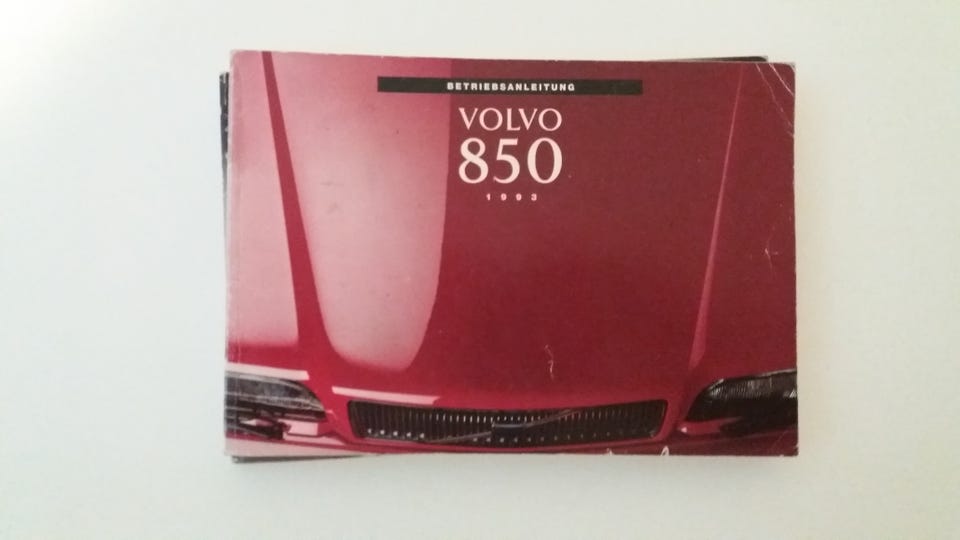 BETRIEBSANLEITUNG
VOLVO
850
1993